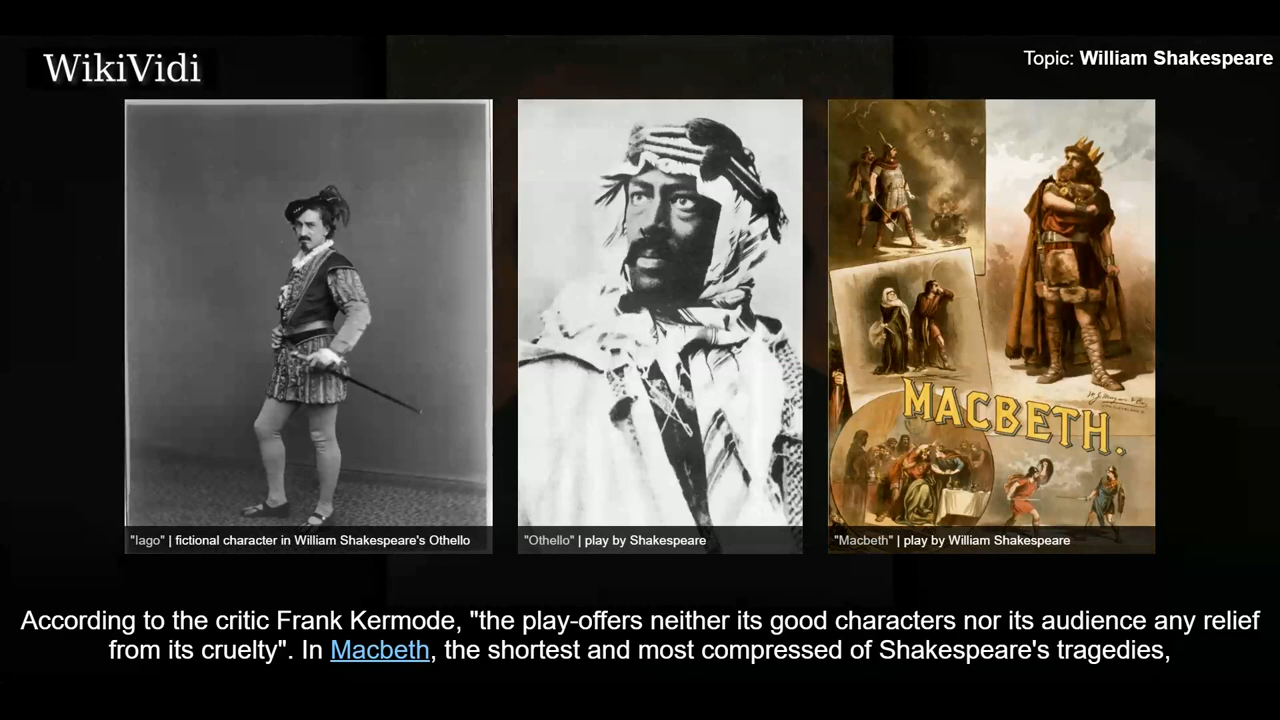 WikiVidi
Topic: William Shakespeare
MACBETH.
"Iago" | fictional character in William Shakespeare's Othello
"Othello" | play by Shakespeare
"Macbeth" | play by William Shakespeare
According to the critic Frank Kermode, "the play-offers neither its good characters nor its audience any relief
from its cruelty". In Macbeth, the shortest and most compressed of Shakespeare's tragedies,